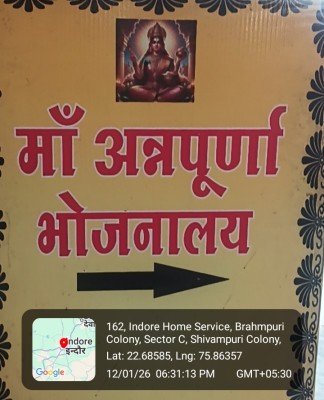 माँ अन्नपूर्णा
भोजनालय
देवा
Indore
इन्दौर
Google
162, Indore Home Service, Brahmpuri
Colony, Sector C, Shivampuri Colony,
Lat: 22.68585, Lng: 75.86357
12/01/26 06:31:13 PM GMT+05:30